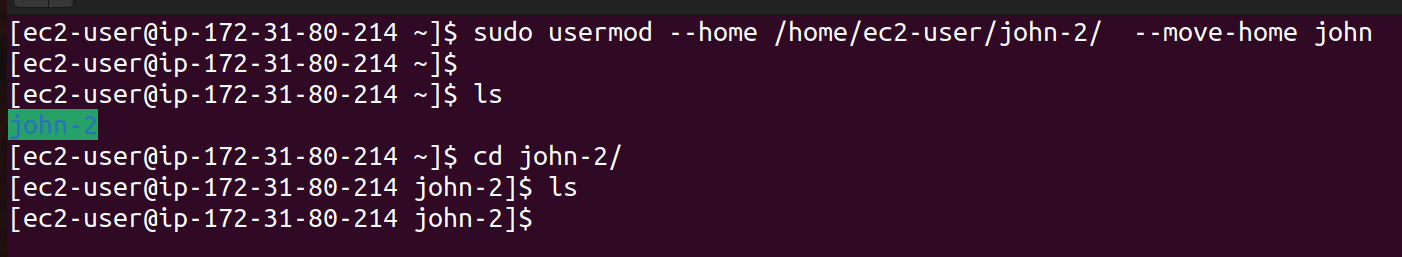 [ec2-user@ip-172-31-80-214 ~]$ sudo usermod --home /home/ec2-user/john-2/  --move-home john
[ec2-user@ip-172-31-80-214 ~]$
[ec2-user@ip-172-31-80-214 ~]$ ls
john-2
[ec2-user@ip-172-31-80-214 ~]$ cd john-2/
[ec2-user@ip-172-31-80-214 john-2]$ ls
[ec2-user@ip-172-31-80-214 john-2]$